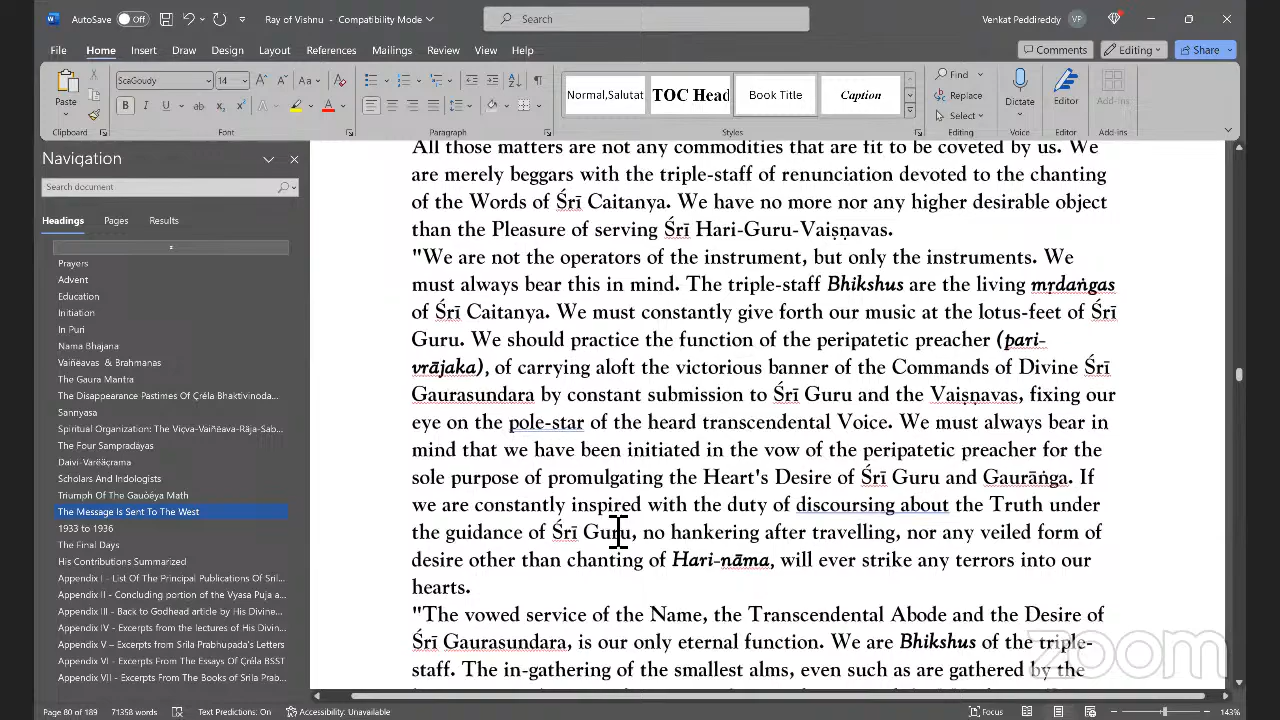 AutoSave Off Ray of Vishnu - Compatibility Mode Search Venkat Peddireddy VP
File Home Insert Draw Design Layout References Mailings Review View Help Comments Editing Share
Paste ScaGoudy 14 Normal,Salutat TOC Head Book Title Caption Find Replace Select Dictate Editor Add-ins
Clipboard Font Paragraph Styles Editing Voice Editor Add-ins
Navigation
Search document
Headings Pages Results
Prayers
Advent
Education
Initiation
In Puri
Nama Bhajana
Vaiñëavas & Brahmanas
The Gaura Mantra
The Disappearance Pastimes Of Çréla Bhaktivinoda...
Sannyasa
Spiritual Organization: The Viçva-Vaiñëava-Räja-Sab...
The Four Sampradäyas
Daivi-Varëäçrama
Scholars And Indologists
Triumph Of The Gauòéya Math
The Message Is Sent To The West
1933 to 1936
The Final Days
His Contributions Summarized
Appendix I - List Of The Principal Publications Of Sril...
Appendix II - Concluding portion of the Vyasa Puja a...
Appendix III - Back to Godhead article by His Divine...
Appendix IV - Excerpts from the lectures of His Divi...
Appendix V – Excerpts from Srila Prabhupada's Letters
Appendix VI - Excerpts From The Essays Of Çréla BSST
Appendix VII - Excerpts From The Books of Srila Prab...
All those matters are not any commodities that are fit to be coveted by us. We
are merely beggars with the triple-staff of renunciation devoted to the chanting
of the Words of Śrī Caitanya. We have no more nor any higher desirable object
than the Pleasure of serving Śrī Hari-Guru-Vaiṣṇavas.
"We are not the operators of the instrument, but only the instruments. We
must always bear this in mind. The triple-staff Bhikshus are the living mṛdaṅgas
of Śrī Caitanya. We must constantly give forth our music at the lotus-feet of Śrī
Guru. We should practice the function of the peripatetic preacher (pari-
vrājaka), of carrying aloft the victorious banner of the Commands of Divine Śrī
Gaurasundara by constant submission to Śrī Guru and the Vaiṣṇavas, fixing our
eye on the pole-star of the heard transcendental Voice. We must always bear in
mind that we have been initiated in the vow of the peripatetic preacher for the
sole purpose of promulgating the Heart's Desire of Śrī Guru and Gaurāṅga. If
we are constantly inspired with the duty of discoursing about the Truth under
the guidance of Śrī Guru, no hankering after travelling, nor any veiled form of
desire other than chanting of Hari-nāma, will ever strike any terrors into our
hearts.
"The vowed service of the Name, the Transcendental Abode and the Desire of
Śrī Gaurasundara, is our only eternal function. We are Bhikshus of the triple-
staff. The in-gathering of the smallest alms, even such as are gathered by the
zoom
Page 80 of 189 71358 words Text Predictions: On Accessibility: Unavailable Focus 143%